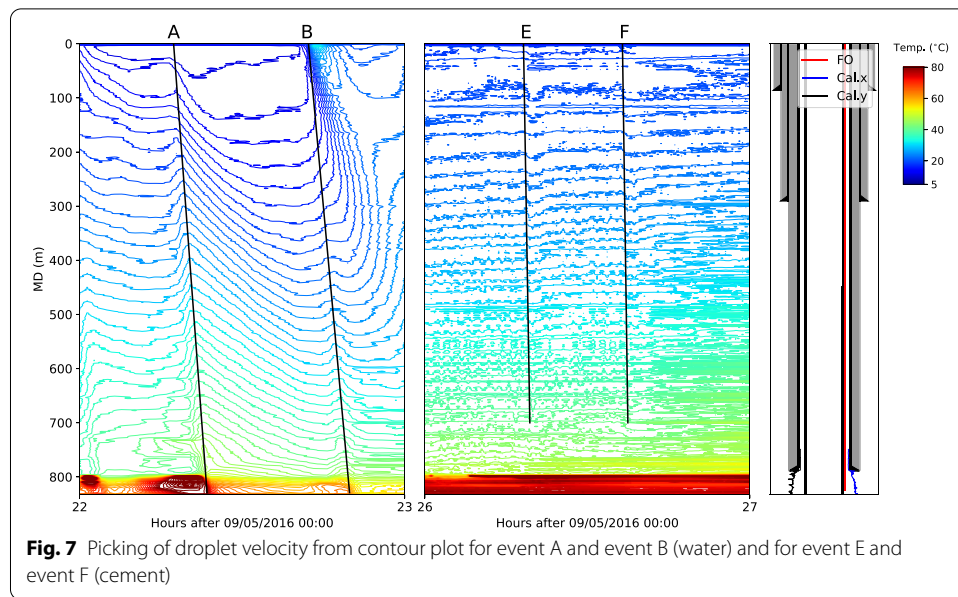 A
B
E
F
0
100
200
300
400
500
600
700
800
MD (m)
22
23
26
27
Hours after 09/05/2016 00:00
Hours after 09/05/2016 00:00
FO
Cal.x
Cal.y
Temp. (°C)
80
60
40
20
5
Fig. 7 Picking of droplet velocity from contour plot for event A and event B (water) and for event E and
event F (cement)